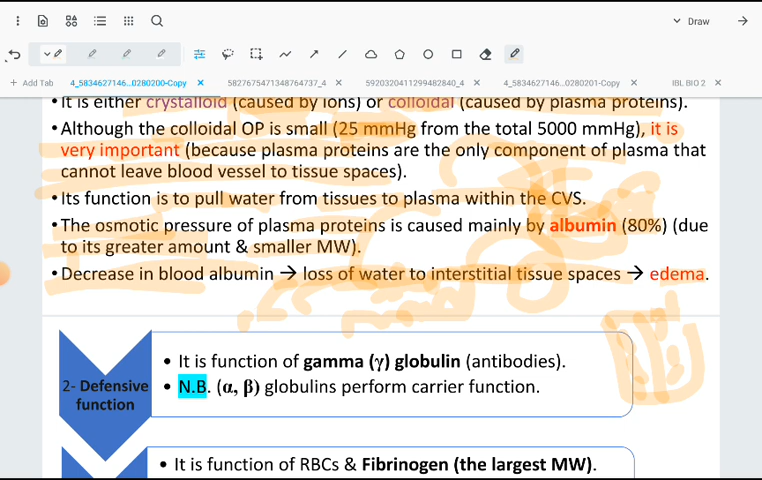 Draw
Add Tab 4_5834627146..0280200-Copy 5827675471348764737_4 5920320411299482840_4 4_5834627146...0280201-Copy IBL BIO 2
• It is either crystalloid (caused by ions) or colloidal (caused by plasma proteins).
• Although the colloidal OP is small (25 mmHg from the total 5000 mmHg), it is
very important (because plasma proteins are the only component of plasma that
cannot leave blood vessel to tissue spaces).
• Its function is to pull water from tissues to plasma within the CVS.
• The osmotic pressure of plasma proteins is caused mainly by albumin (80%) (due
to its greater amount & smaller MW).
• Decrease in blood albumin → loss of water to interstitial tissue spaces → edema.
2- Defensive
function
• It is function of gamma (γ) globulin (antibodies).
• N.B. (α, β) globulins perform carrier function.
• It is function of RBCs & Fibrinogen (the largest MW).